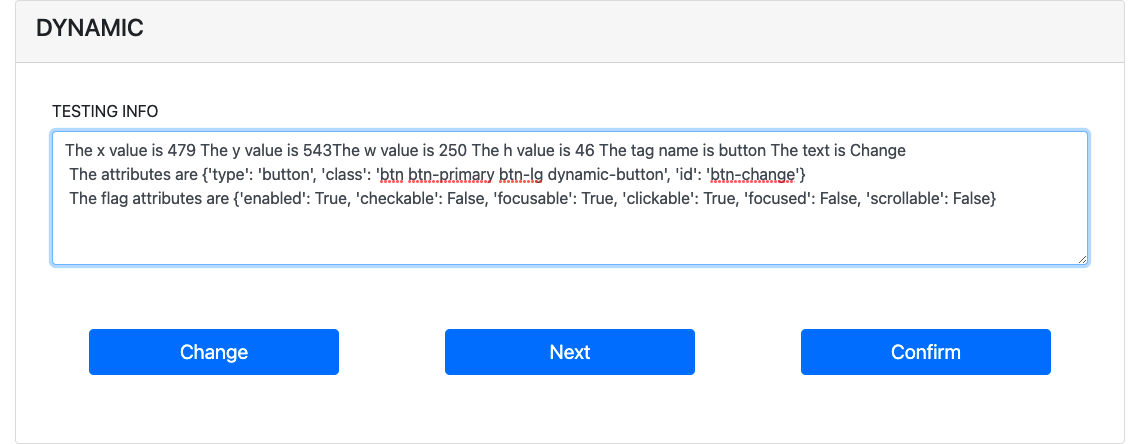 DYNAMIC
TESTING INFO
The x value is 479 The y value is 543The w value is 250 The h value is 46 The tag name is button The text is Change
The attributes are {'type': 'button', 'class': 'btn btn-primary btn-lg dynamic-button', 'id': 'btn-change'}
The flag attributes are {'enabled': True, 'checkable': False, 'focusable': True, 'clickable': True, 'focused': False, 'scrollable': False}
Change
Next
Confirm